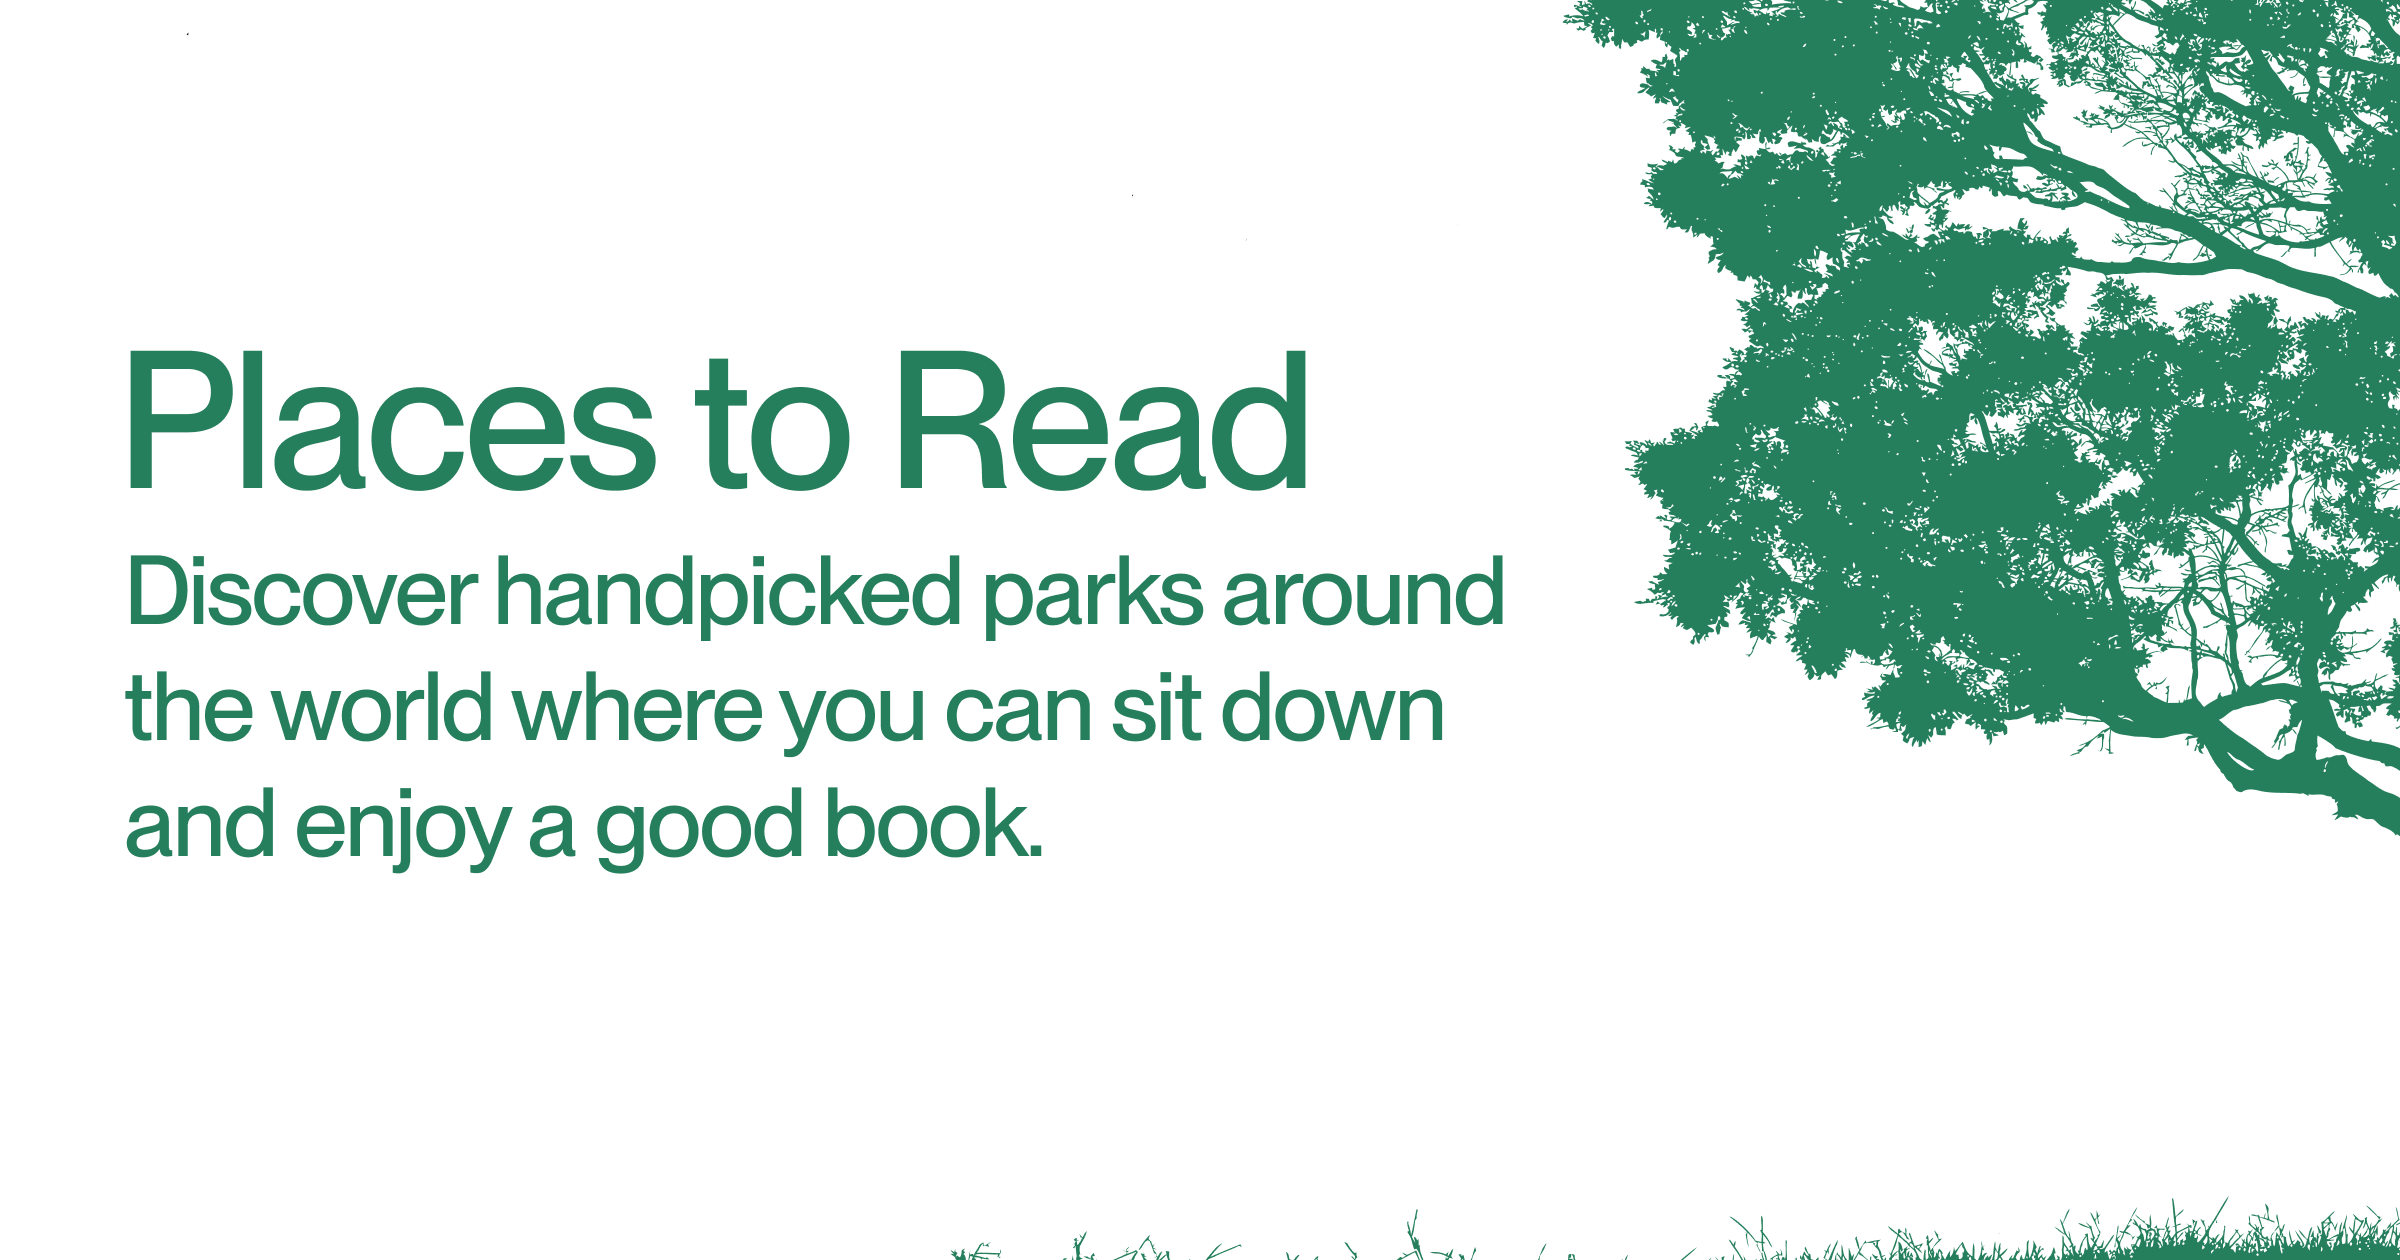 Places to Read
Discover handpicked parks around
the world where you can sit down
and enjoy a good book.